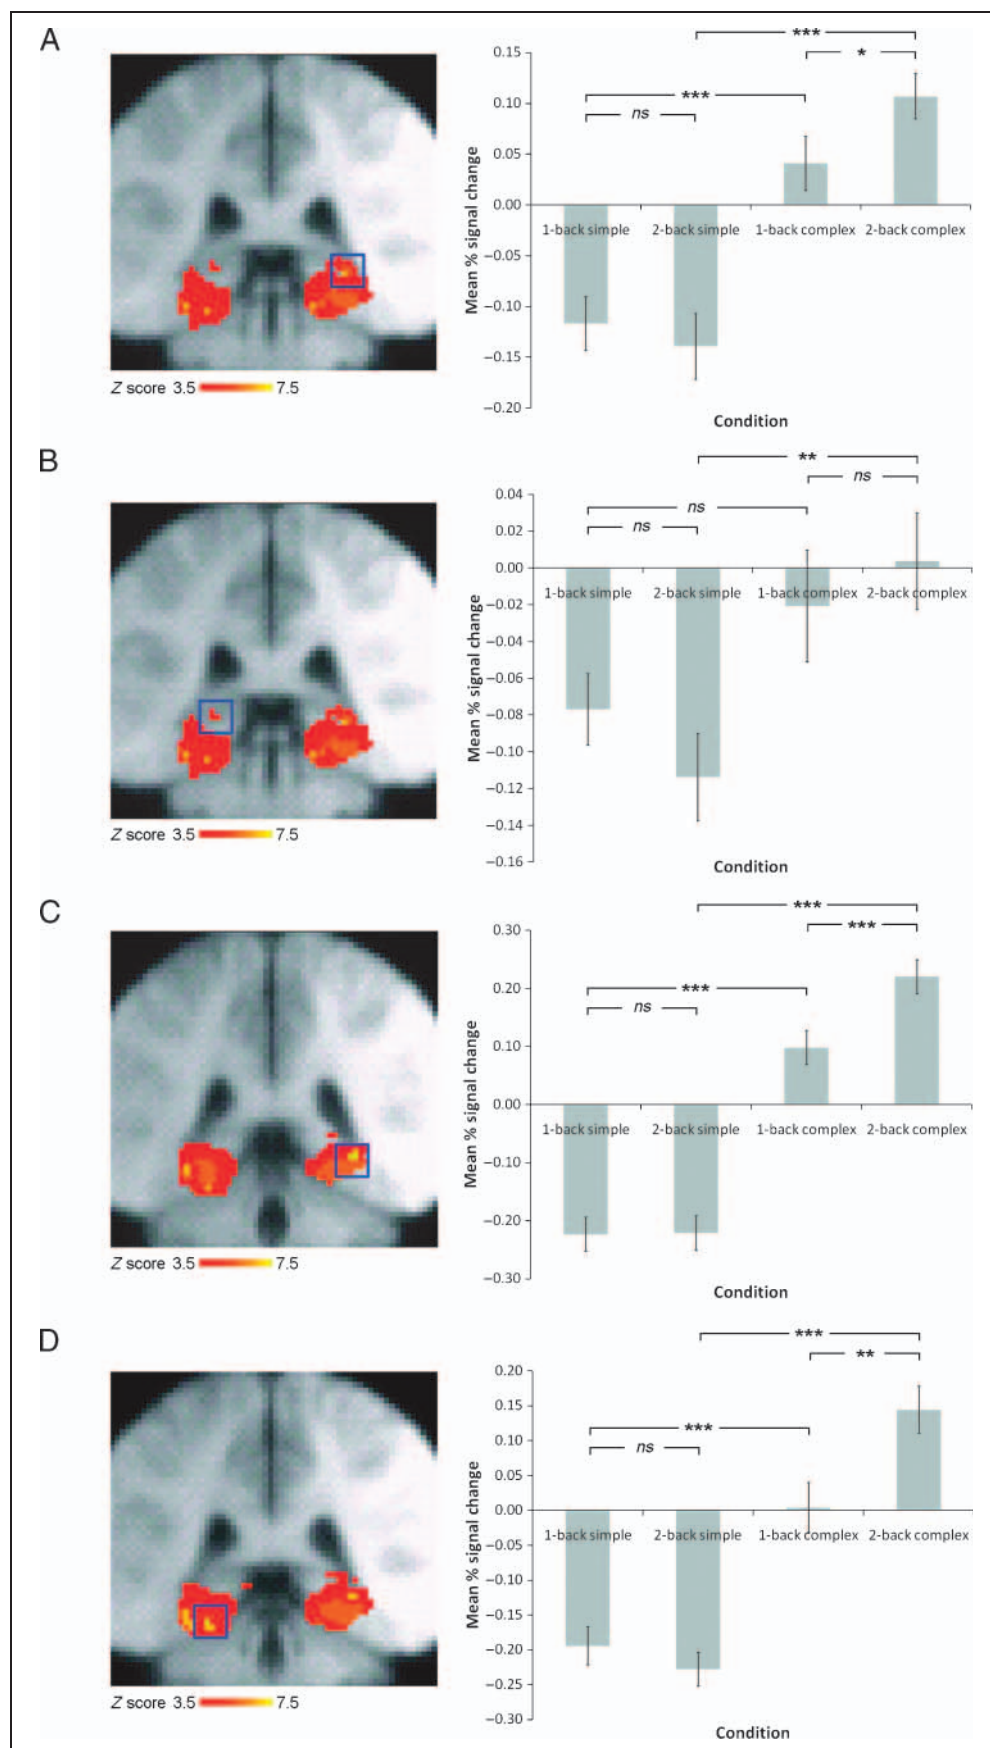 A
***
*
***
ns
0.15
0.10
0.05
0.00
−0.05
−0.10
−0.15
−0.20
Mean % signal change
1-back simple 2-back simple 1-back complex 2-back complex
Condition
Z score 3.5 7.5
B
**
ns
ns
ns
0.04
0.02
0.00
−0.02
−0.04
−0.06
−0.08
−0.10
−0.12
−0.14
−0.16
Mean % signal change
1-back simple 2-back simple 1-back complex 2-back complex
Condition
Z score 3.5 7.5
C
***
***
***
ns
0.30
0.20
0.10
0.00
−0.10
−0.20
−0.30
Mean % signal change
1-back simple 2-back simple 1-back complex 2-back complex
Condition
Z score 3.5 7.5
D
***
**
***
ns
0.20
0.15
0.10
0.05
0.00
−0.05
−0.10
−0.15
−0.20
−0.25
−0.30
Mean % signal change
1-back simple 2-back simple 1-back complex 2-back complex
Condition
Z score 3.5 7.5